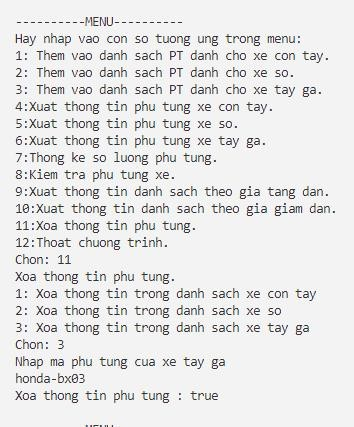 ----------MENU----------
Hay nhap vao con so tuong ung trong menu:
1: Them vao danh sach PT danh cho xe con tay.
2: Them vao danh sach PT danh cho xe so.
3: Them vao danh sach PT danh cho xe tay ga.
4:Xuat thong tin phu tung xe con tay.
5:Xuat thong tin phu tung xe so.
6:Xuat thong tin phu tung xe tay ga.
7:Thong ke so luong phu tung.
8:Kiem tra phu tung xe.
9:Xuat thong tin danh sach theo gia tang dan.
10:Xuat thong tin danh sach theo gia giam dan.
11:Xoa thong tin phu tung.
12:Thoat chuong trinh.
Chon: 11
Xoa thong tin phu tung.
1: Xoa thong tin trong danh sach xe con tay
2: Xoa thong tin trong danh sach xe so
3: Xoa thong tin trong danh sach xe tay ga
Chon: 3
Nhap ma phu tung cua xe tay ga
honda-bx03
Xoa thong tin phu tung : true